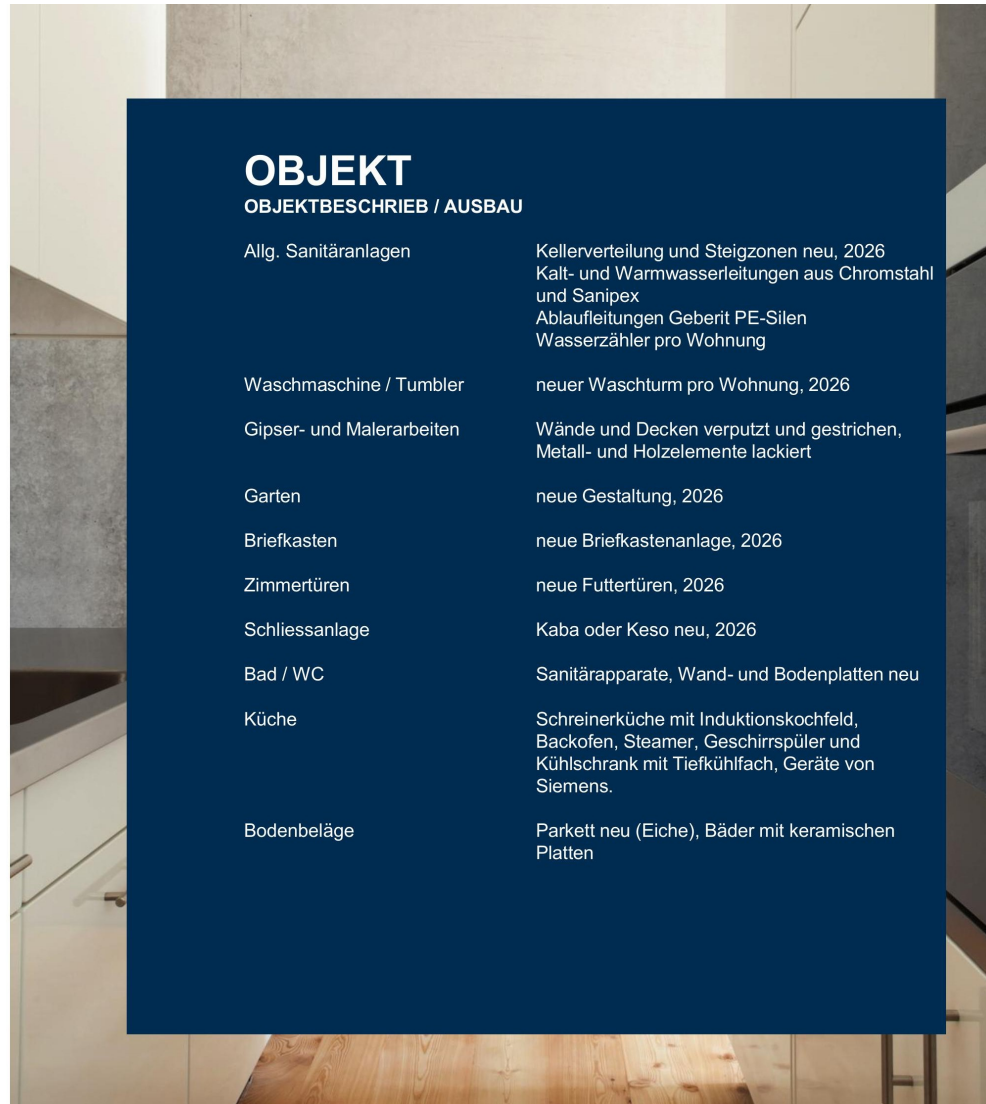 OBJEKT
OBJEKTBESCHRIEB / AUSBAU
Allg. Sanitäranlagen Kellerverteilung und Steigzonen neu, 2026
Kalt- und Warmwasserleitungen aus Chromstahl
und Sanipex
Ablaufleitungen Geberit PE-Silen
Wasserzähler pro Wohnung
Waschmaschine / Tumbler neuer Waschturm pro Wohnung, 2026
Gipser- und Malerarbeiten Wände und Decken verputzt und gestrichen,
Metall- und Holzelemente lackiert
Garten neue Gestaltung, 2026
Briefkasten neue Briefkastenanlage, 2026
Zimmertüren neue Futtertüren, 2026
Schliessanlage Kaba oder Keso neu, 2026
Bad / WC Sanitärapparate, Wand- und Bodenplatten neu
Küche Schreinerküche mit Induktionskochfeld,
Backofen, Steamer, Geschirrspüler und
Kühlschrank mit Tiefkühlfach, Geräte von
Siemens.
Bodenbeläge Parkett neu (Eiche), Bäder mit keramischen
Platten